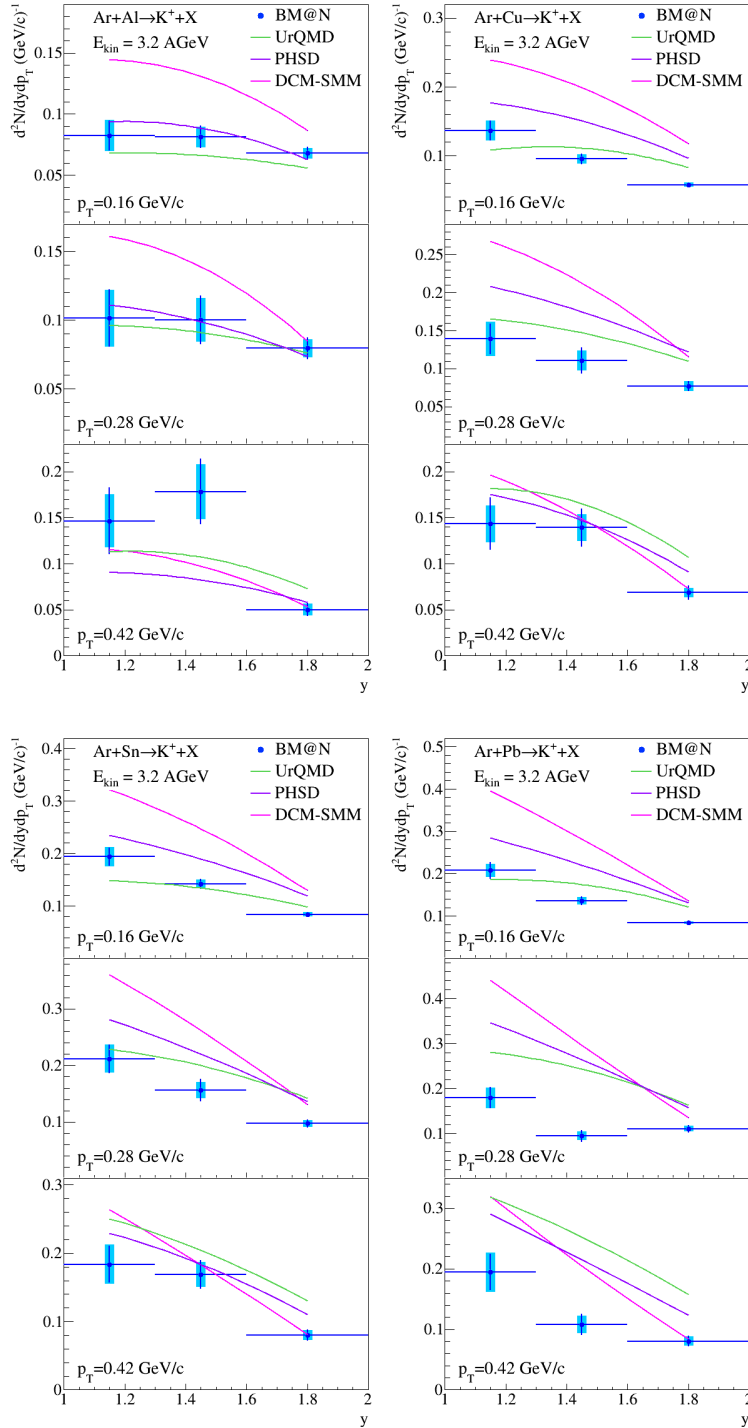 Ar+Al→K⁺+X
E_kin = 3.2 AGeV
BM@N
UrQMD
PHSD
DCM-SMM
d²N/dydp_T (GeV/c)⁻¹
0.15
0.1
0.05
p_T=0.16 GeV/c
0.15
0.1
0.05
p_T=0.28 GeV/c
0.2
0.15
0.1
0.05
0
p_T=0.42 GeV/c
1 1.2 1.4 1.6 1.8 2
y
Ar+Cu→K⁺+X
E_kin = 3.2 AGeV
BM@N
UrQMD
PHSD
DCM-SMM
d²N/dydp_T (GeV/c)⁻¹
0.3
0.2
0.1
p_T=0.16 GeV/c
0.25
0.2
0.15
0.1
0.05
p_T=0.28 GeV/c
0.2
0.15
0.1
0.05
0
p_T=0.42 GeV/c
1 1.2 1.4 1.6 1.8 2
y
Ar+Sn→K⁺+X
E_kin = 3.2 AGeV
BM@N
UrQMD
PHSD
DCM-SMM
d²N/dydp_T (GeV/c)⁻¹
0.4
0.3
0.2
0.1
p_T=0.16 GeV/c
0.3
0.2
0.1
p_T=0.28 GeV/c
0.3
0.2
0.1
0
p_T=0.42 GeV/c
1 1.2 1.4 1.6 1.8 2
y
Ar+Pb→K⁺+X
E_kin = 3.2 AGeV
BM@N
UrQMD
PHSD
DCM-SMM
d²N/dydp_T (GeV/c)⁻¹
0.5
0.4
0.3
0.2
0.1
p_T=0.16 GeV/c
0.4
0.3
0.2
0.1
p_T=0.28 GeV/c
0.3
0.2
0.1
0
p_T=0.42 GeV/c
1 1.2 1.4 1.6 1.8 2
y